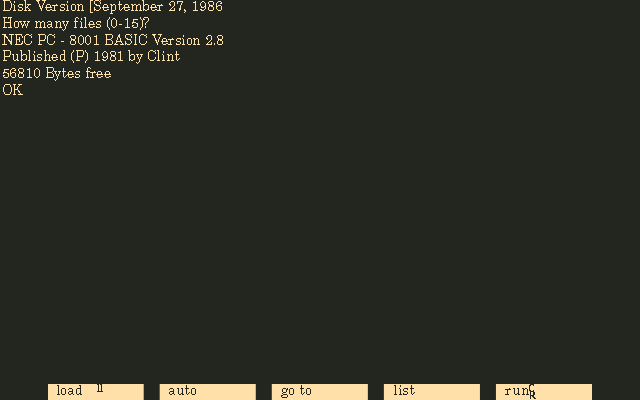 Disk Version [September 27, 1986
How many files (0-15)?
NEC PC - 8001 BASIC Version 2.8
Published (P) 1981 by Clint
56810 Bytes free
OK
load " auto go to list run CR